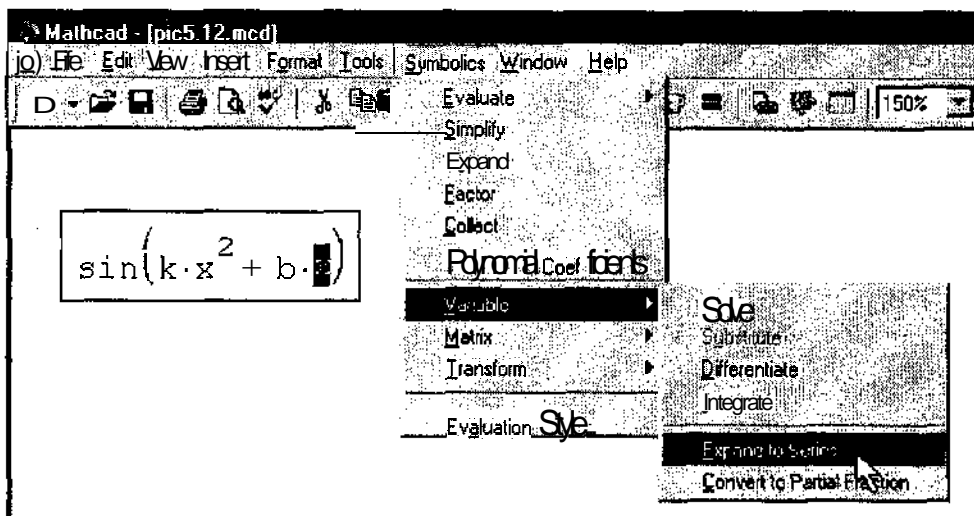 Mathcad - [pic5.12.mcd]
jo) File Edit View Insert Format Tools Symbolics Window Help
D 150%
Evaluate
Simplify
Expand
Factor
Collect
Polynomial Coefficients
Variable
Matrix
Transform
Evaluation Style...
sin(k·x² + b· )
Solve
Substitute
Differentiate
Integrate
Expand to Series
Convert to Partial Fraction